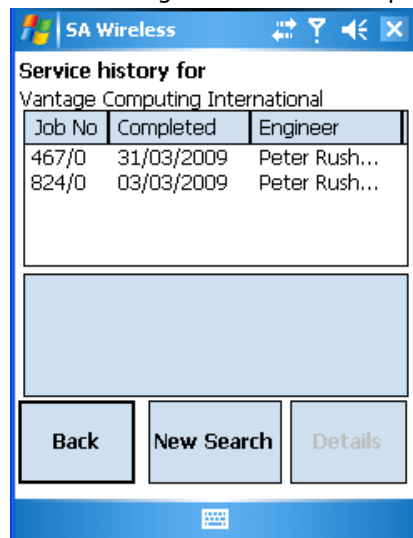 SA Wireless
Service history for
Vantage Computing International
Job No Completed Engineer
467/0 31/03/2009 Peter Rush...
824/0 03/03/2009 Peter Rush...
Back New Search Details